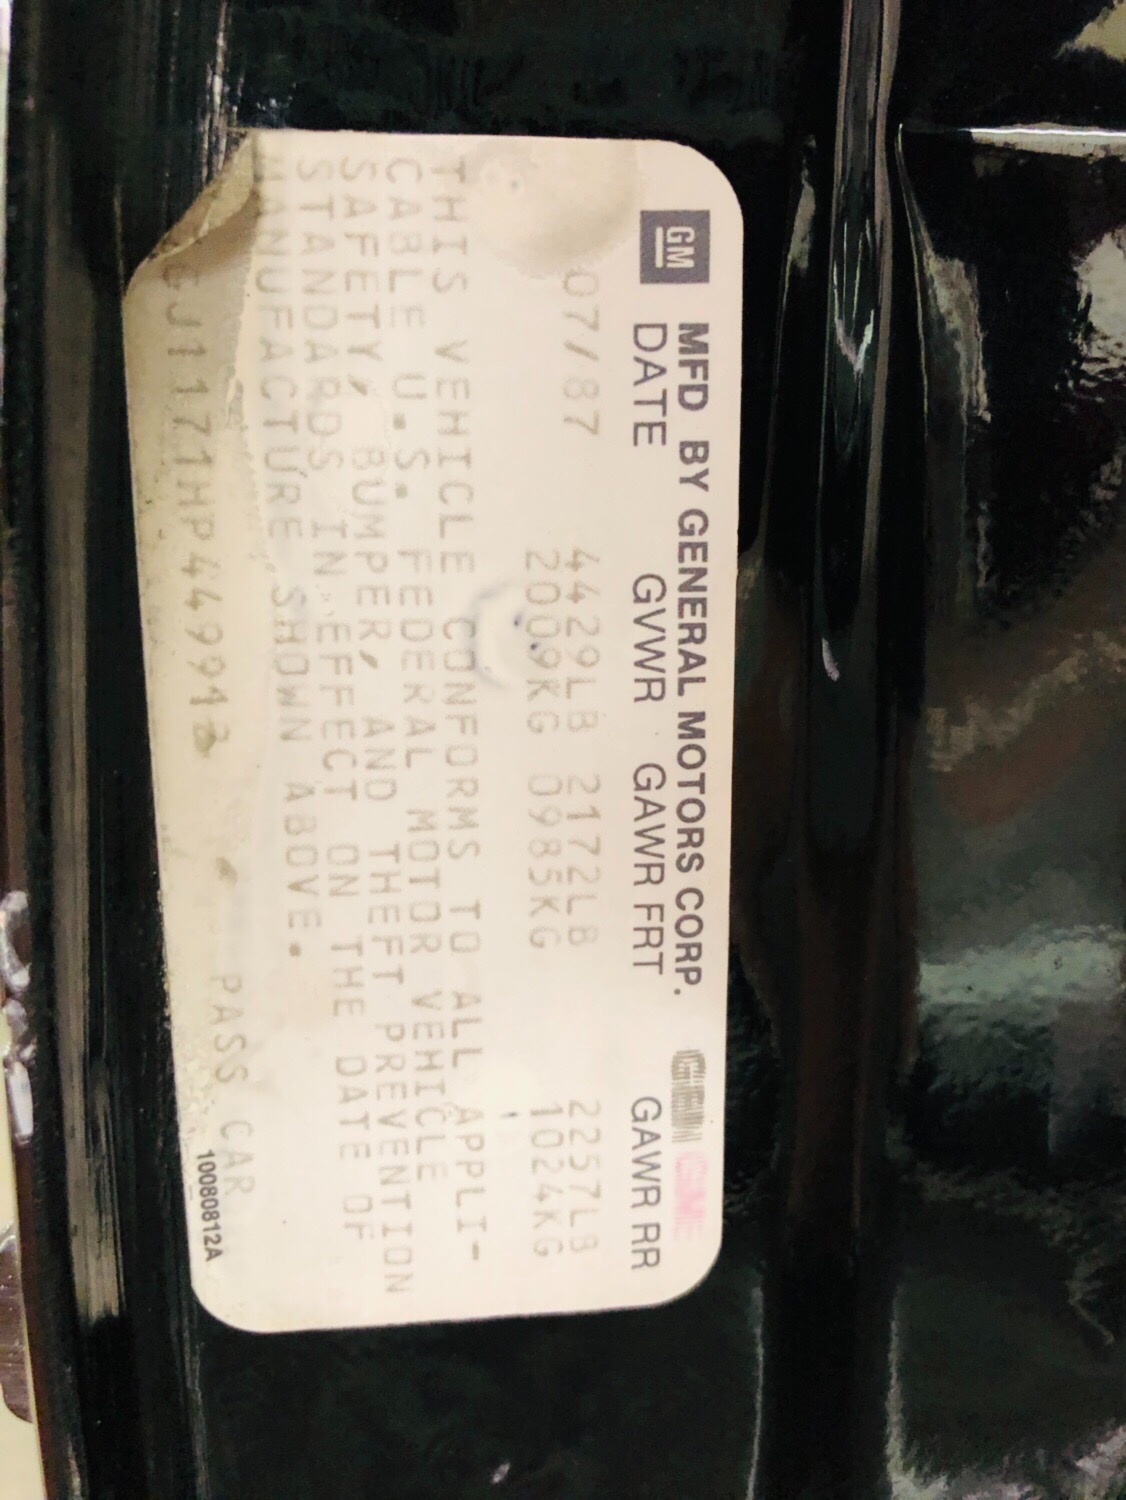 GM MFD BY GENERAL MOTORS CORP.
DATE GVWR GAWR FRT GAWR RR
07/87 4429LB 2172LB 2257LB
2009KG 0985KG 1024KG
THIS VEHICLE CONFORMS TO ALL APPLI-
CABLE U.S. FEDERAL MOTOR VEHICLE
SAFETY, BUMPER, AND THEFT PREVENTION
STANDARDS IN EFFECT ON THE DATE OF
MANUFACTURE SHOWN ABOVE.
PASS CAR
10080812A